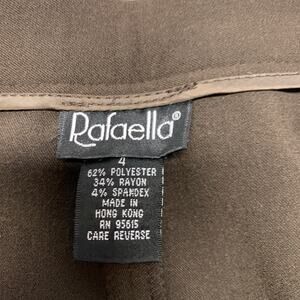 Rafaella®
4
62% POLYESTER
34% RAYON
4% SPANDEX
MADE IN
HONG KONG
RN 95615
CARE REVERSE